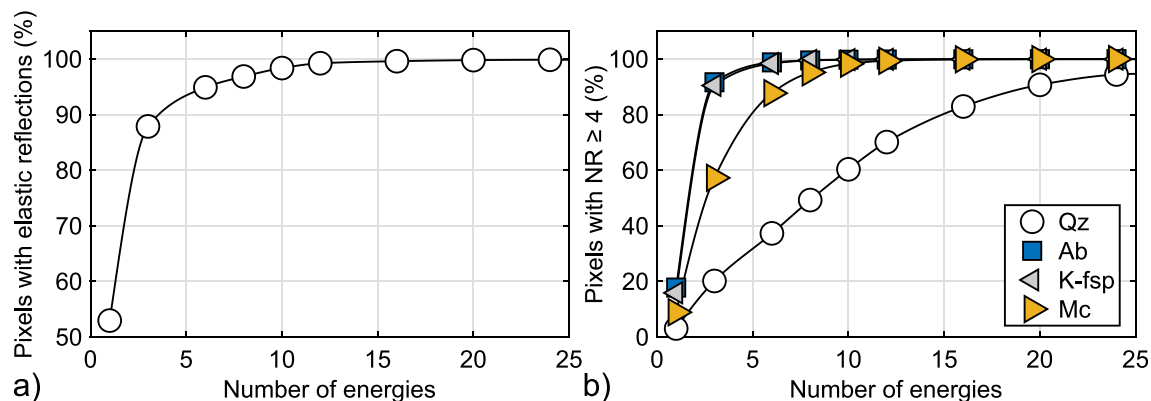 Pixels with elastic reflections (%)
100
90
80
70
60
50
0 5 10 15 20 25
Number of energies
a)
Pixels with NR ≥ 4 (%)
100
80
60
40
20
0
0 5 10 15 20 25
Number of energies
b)
Qz
Ab
K-fsp
Mc